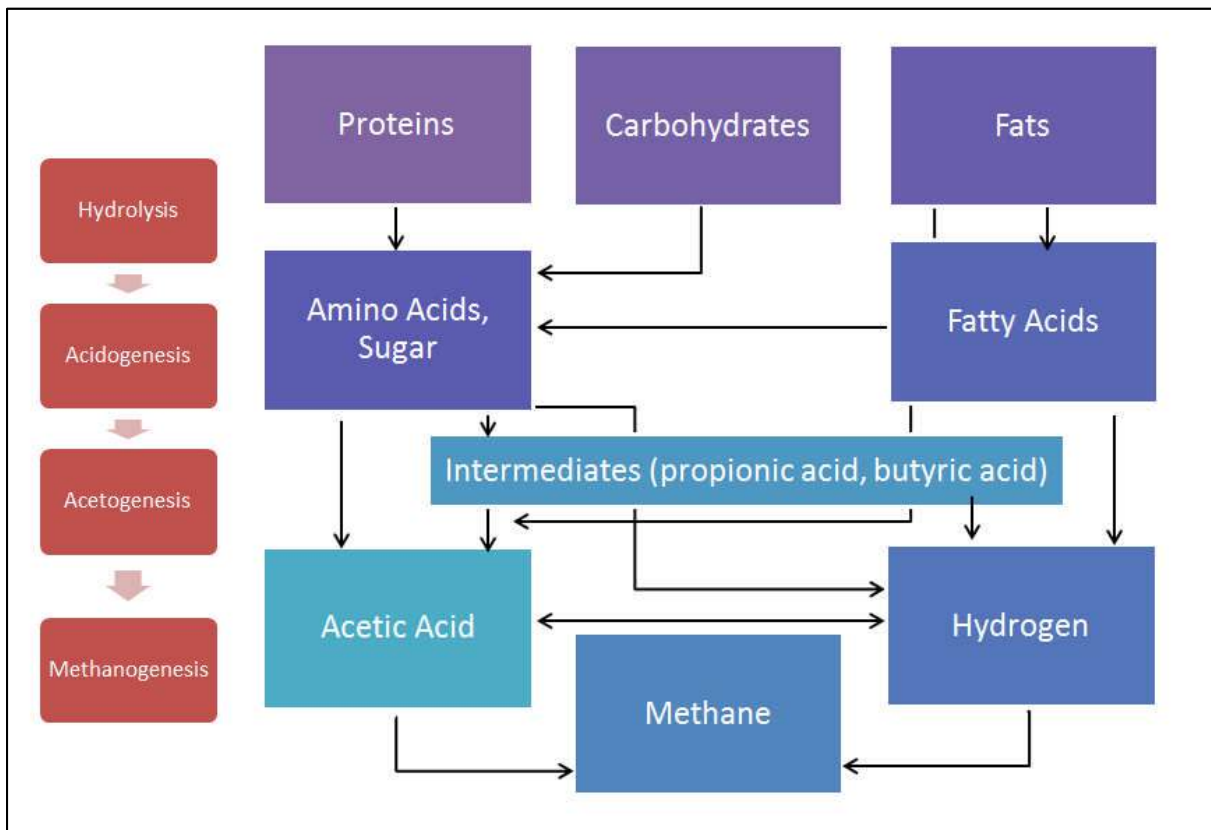 Proteins
Carbohydrates
Fats
Hydrolysis
Amino Acids,
Sugar
Fatty Acids
Acidogenesis
Intermediates (propionic acid, butyric acid)
Acetogenesis
Acetic Acid
Hydrogen
Methanogenesis
Methane